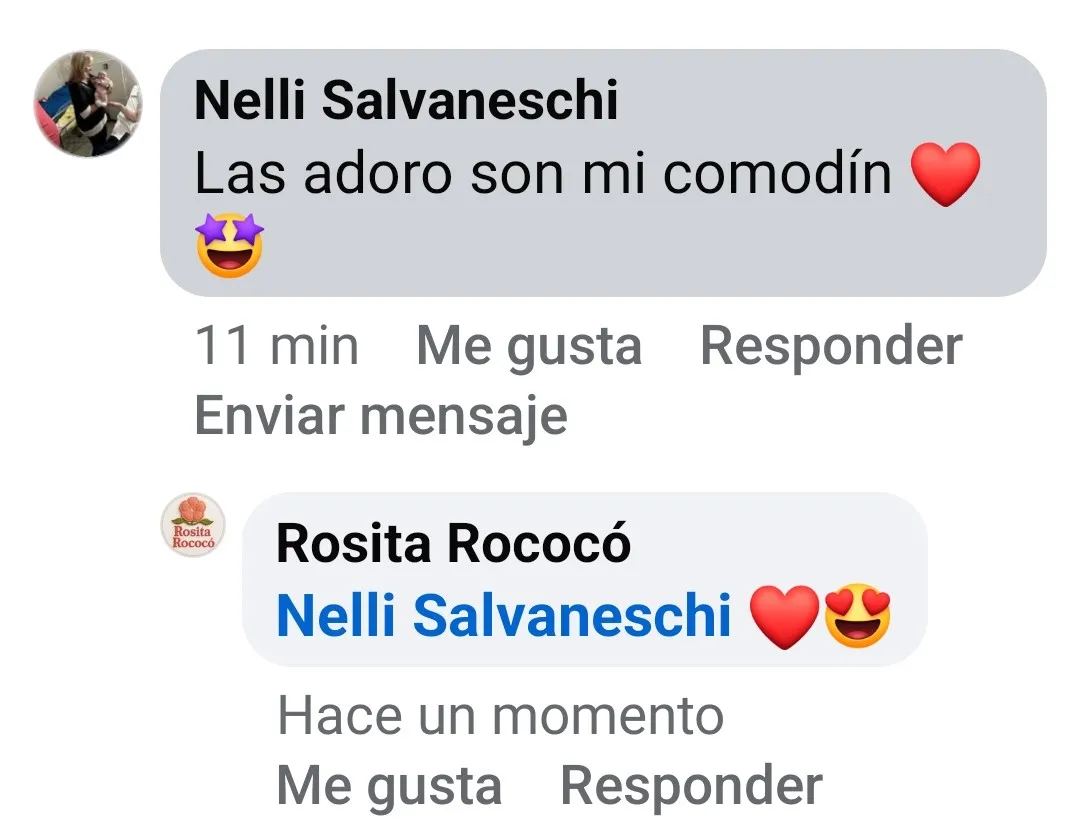 Nelli Salvaneschi
Las adoro son mi comodín ❤️
🤩
11 min Me gusta Responder
Enviar mensaje
Rosita
Rococó
Rosita Rococó
Nelli Salvaneschi ❤️😍
Hace un momento
Me gusta Responder